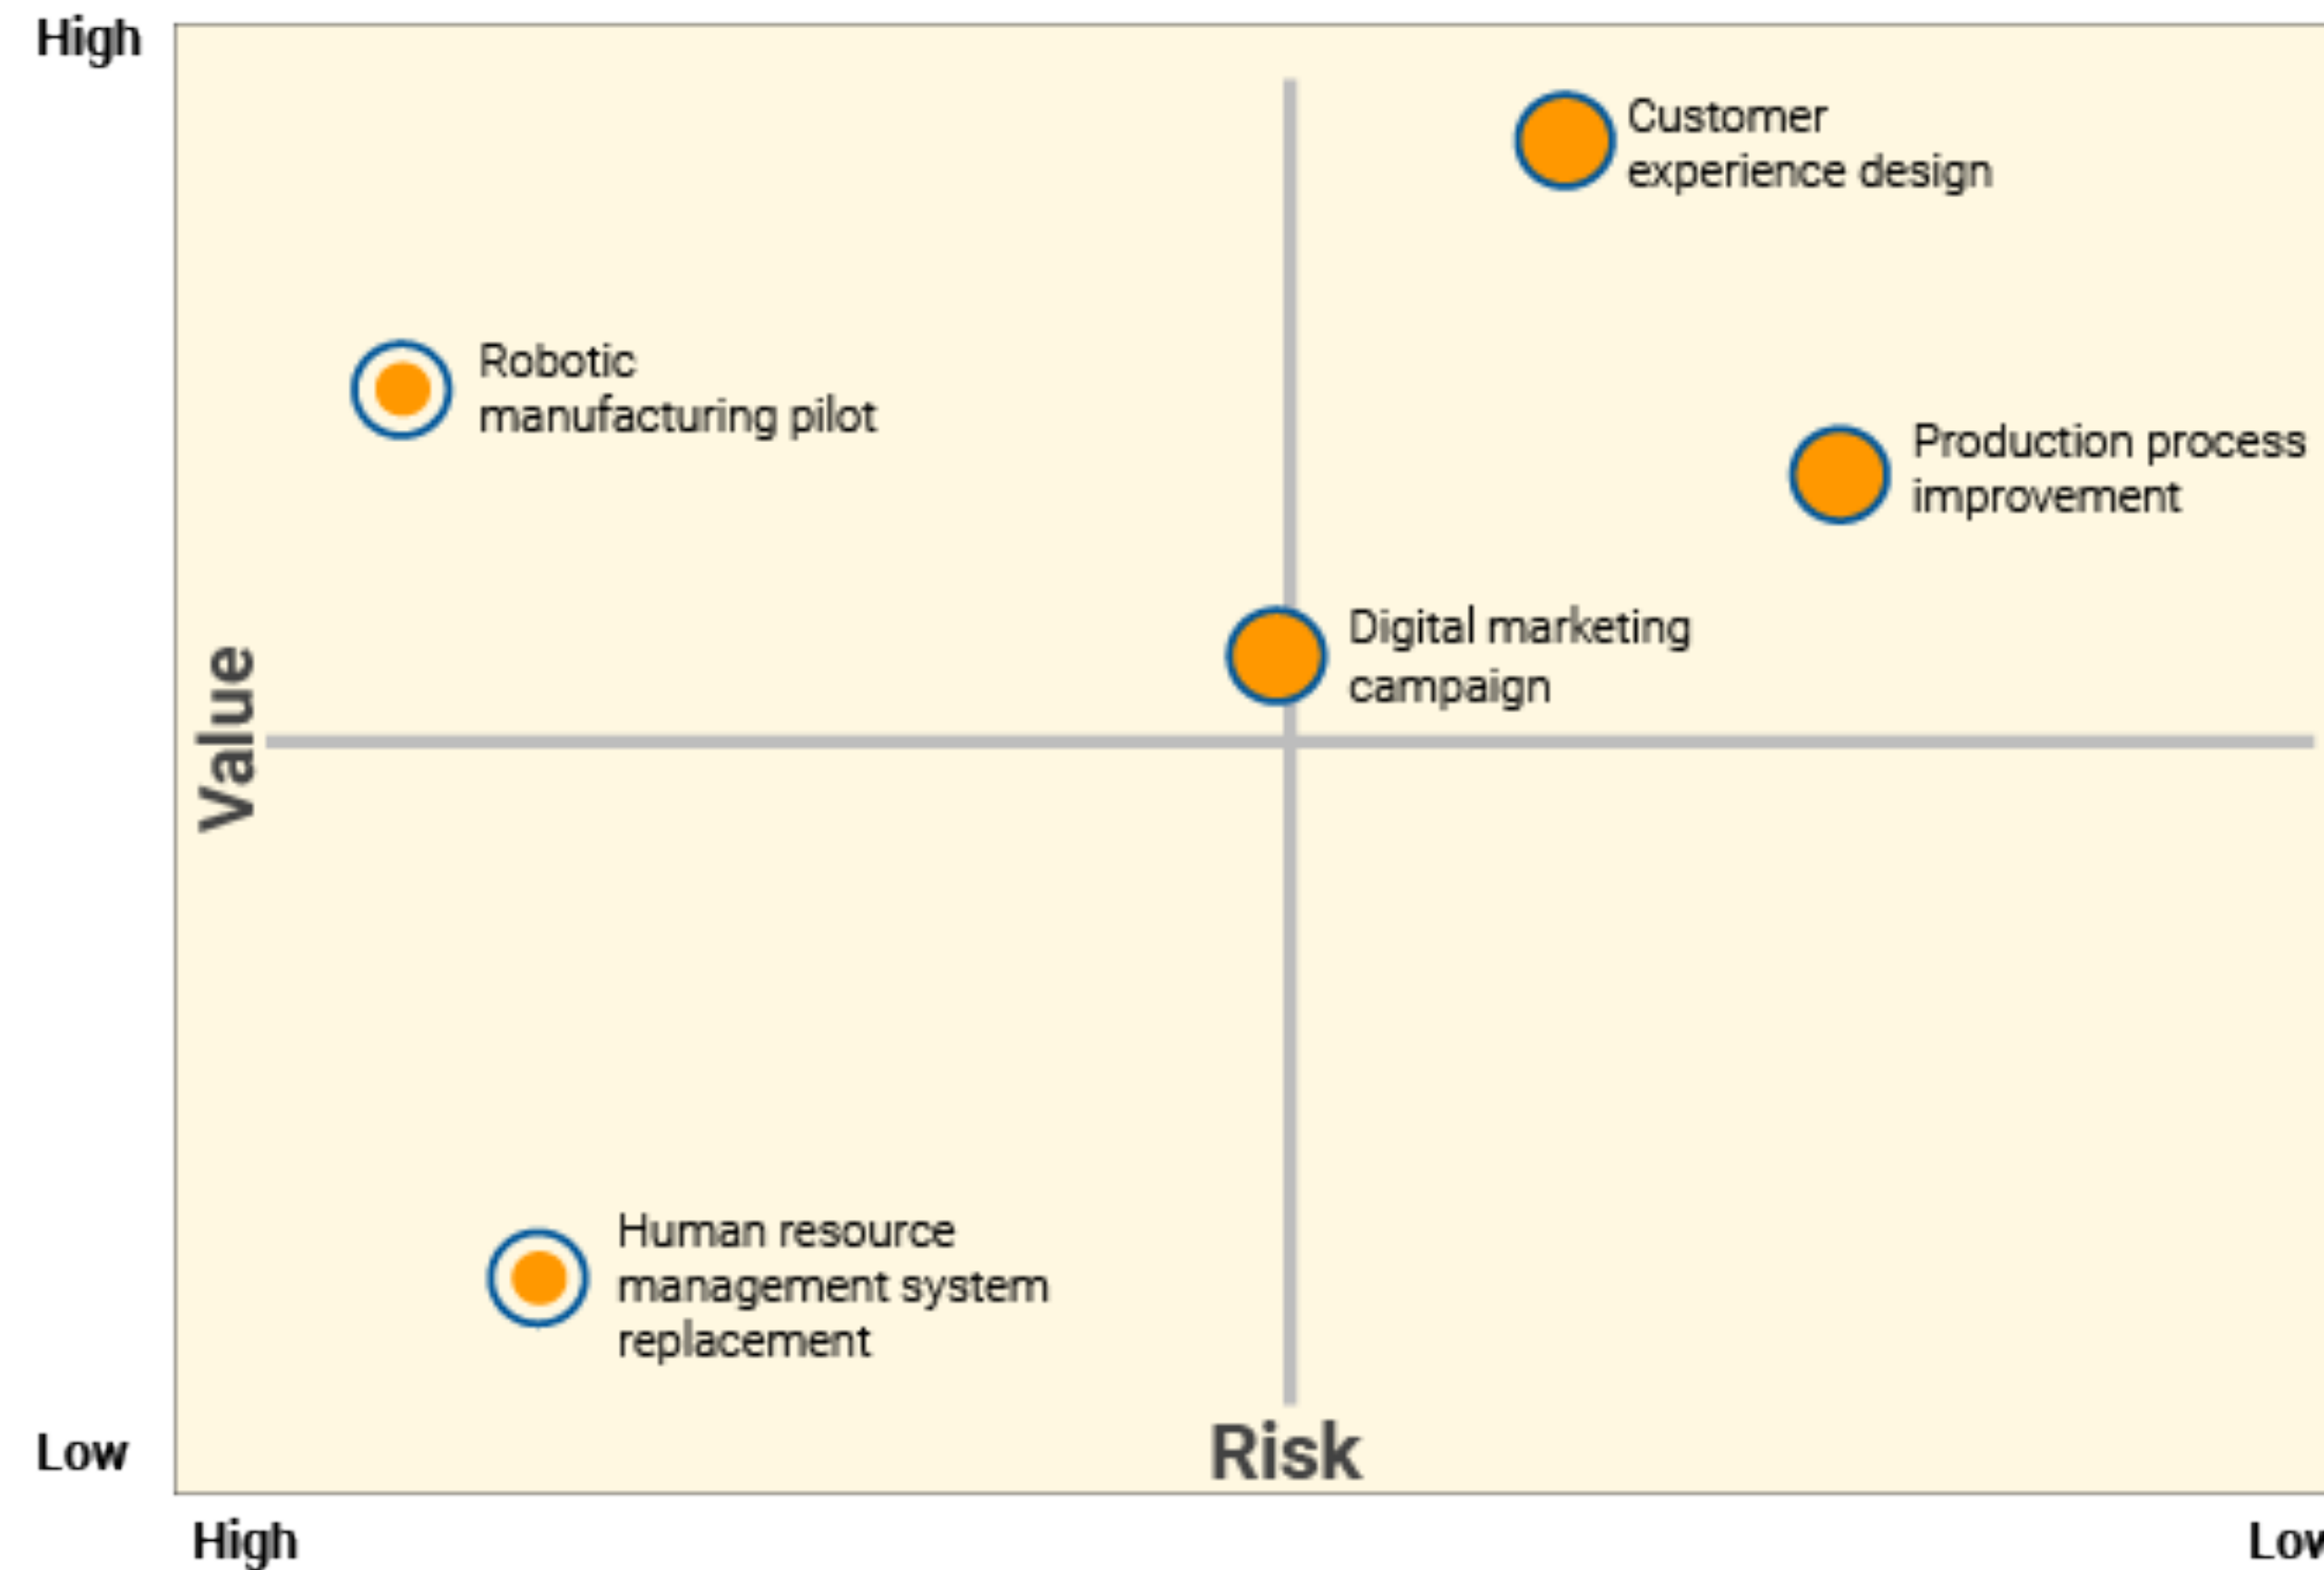 High
Customer
experience design
Robotic
manufacturing pilot
Production process
improvement
Digital marketing
campaign
Value
Human resource
management system
replacement
Risk
Low
High
Low